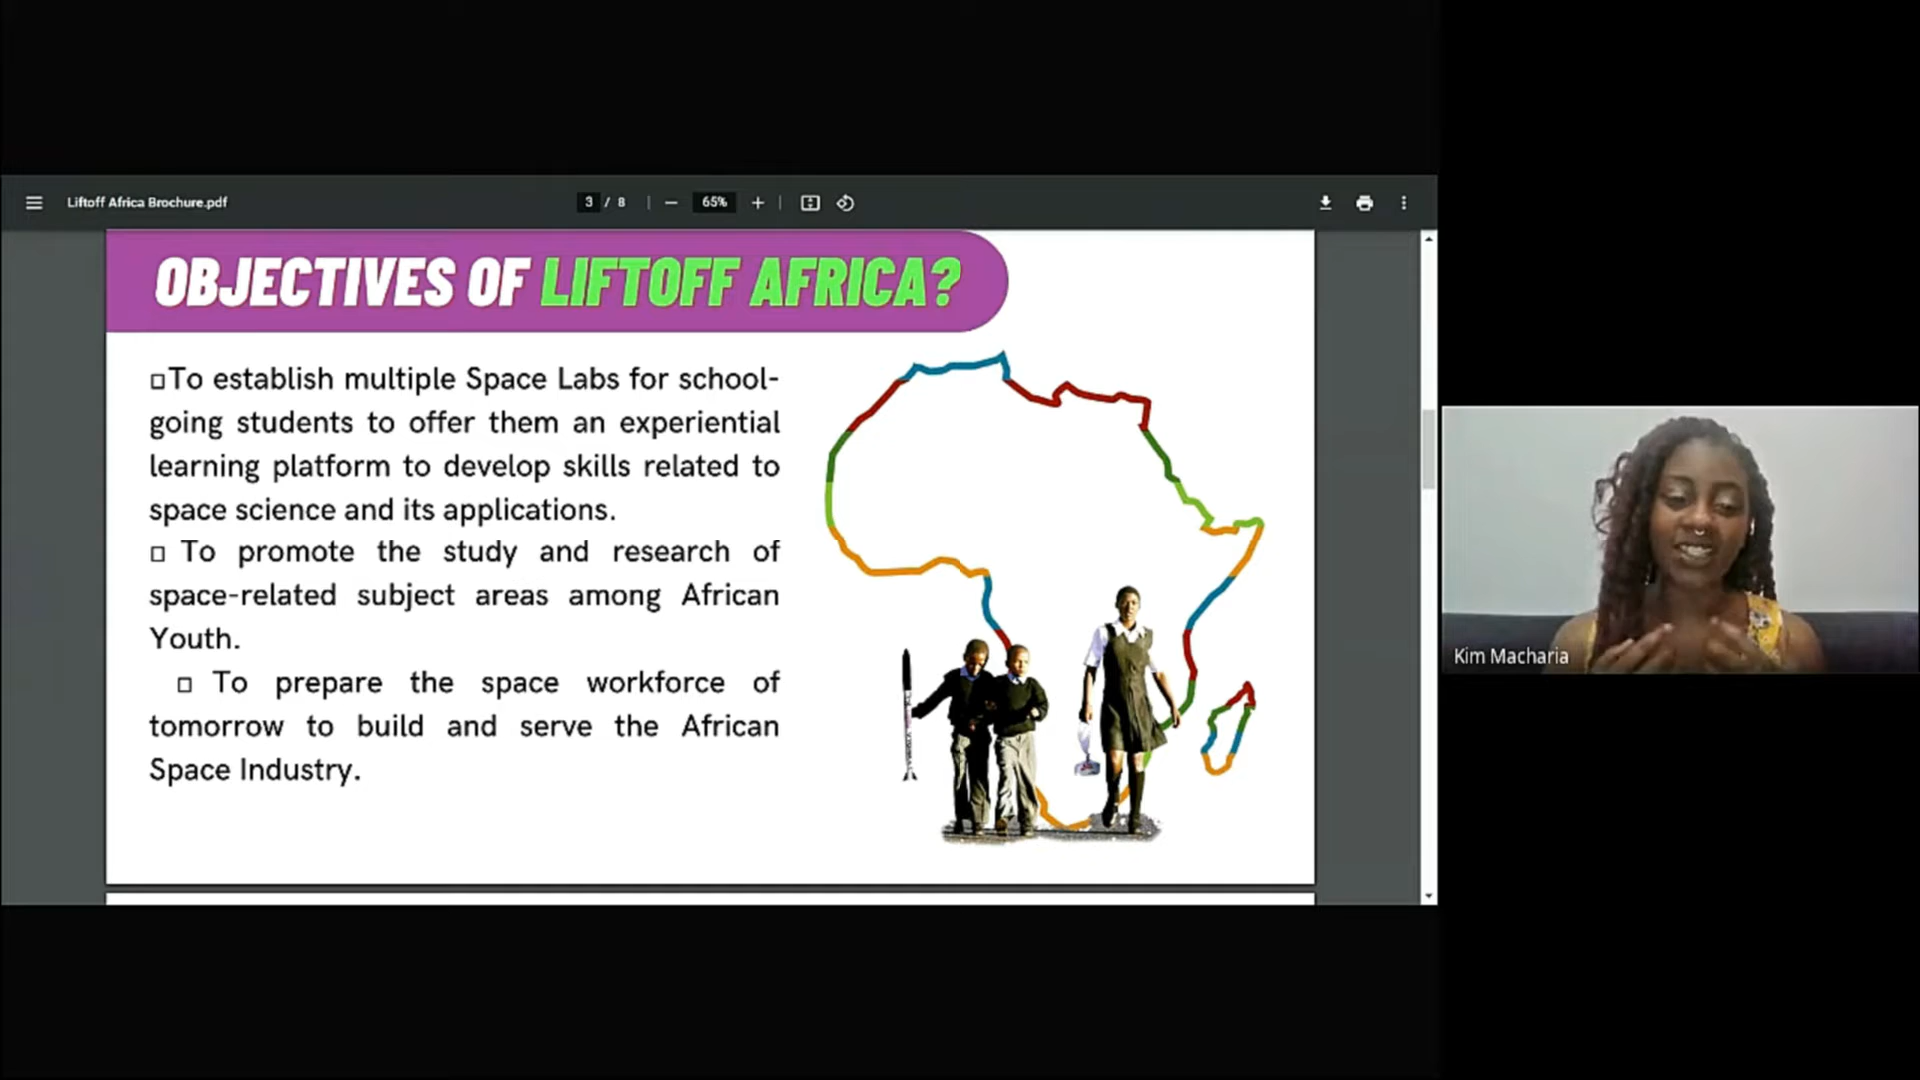 Liftoff Africa Brochure.pdf
3 / 8
65%
OBJECTIVES OF LIFTOFF AFRICA?
□To establish multiple Space Labs for school-
going students to offer them an experiential
learning platform to develop skills related to
space science and its applications.
□ To promote the study and research of
space-related subject areas among African
Youth.
□ To prepare the space workforce of
tomorrow to build and serve the African
Space Industry.
Kim Macharia